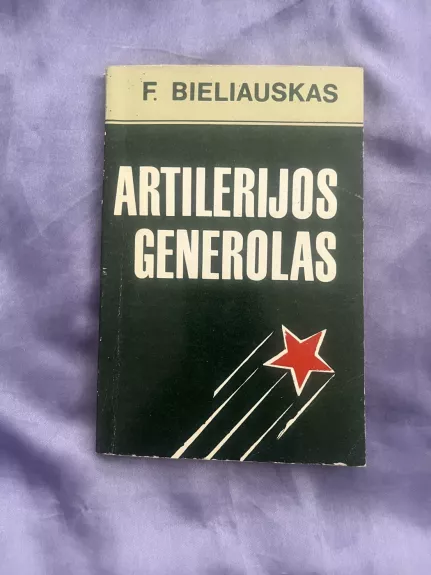 F. BIELIAUSKAS
ARTILERIJOS
GENEROLAS